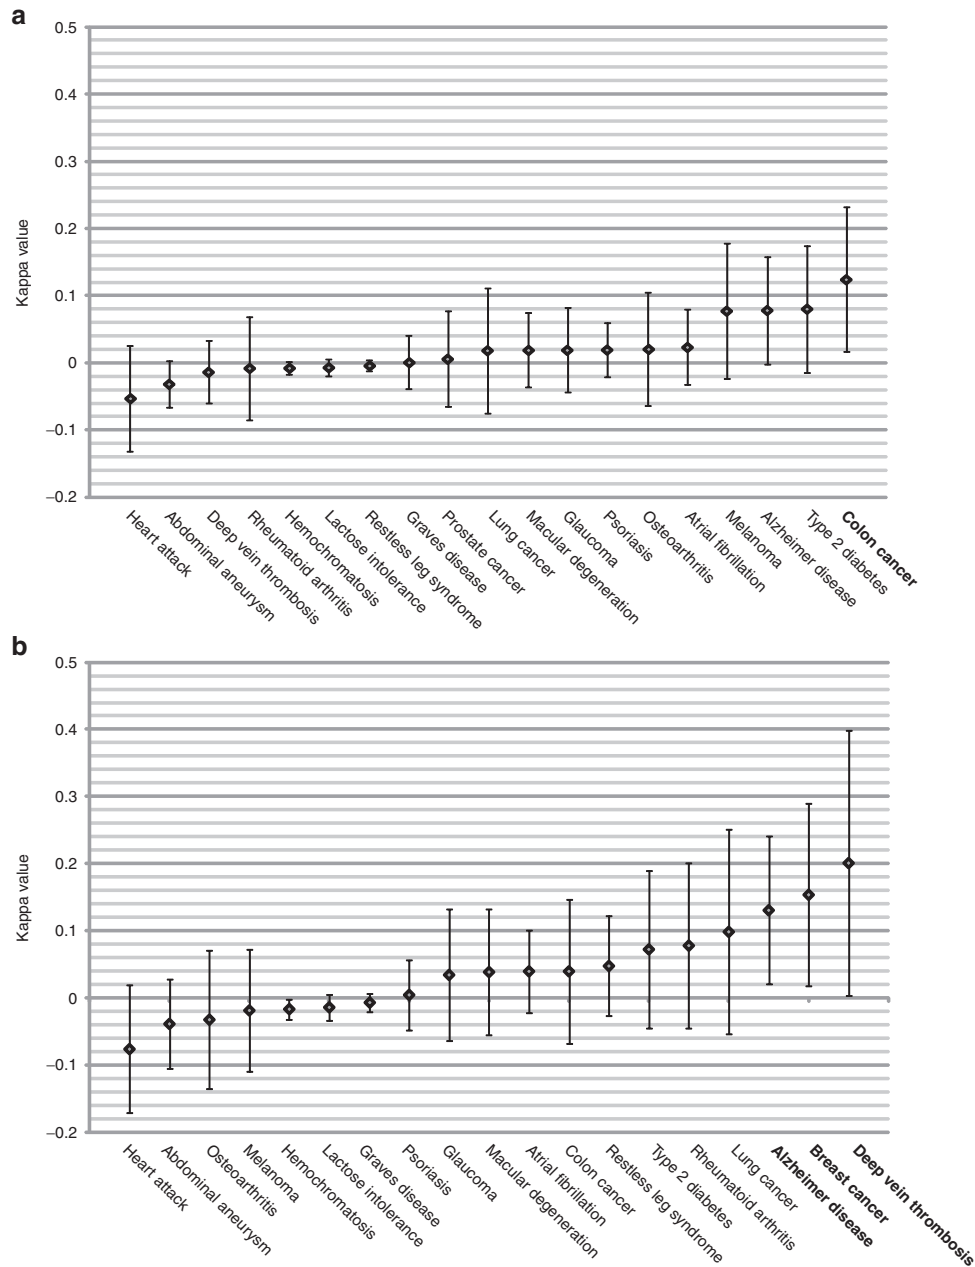 a
0.5
0.4
0.3
0.2
0.1
0
–0.1
–0.2
Kappa value
Heart attack
Abdominal aneurysm
Deep vein thrombosis
Rheumatoid arthritis
Hemochromatosis
Lactose intolerance
Restless leg syndrome
Graves disease
Prostate cancer
Lung cancer
Macular degeneration
Glaucoma
Psoriasis
Osteoarthritis
Atrial fibrillation
Melanoma
Alzheimer disease
Type 2 diabetes
Colon cancer
b
0.5
0.4
0.3
0.2
0.1
0
–0.1
–0.2
Kappa value
Heart attack
Abdominal aneurysm
Osteoarthritis
Melanoma
Hemochromatosis
Lactose intolerance
Graves disease
Psoriasis
Glaucoma
Macular degeneration
Atrial fibrillation
Colon cancer
Restless leg syndrome
Type 2 diabetes
Rheumatoid arthritis
Lung cancer
Alzheimer disease
Breast cancer
Deep vein thrombosis